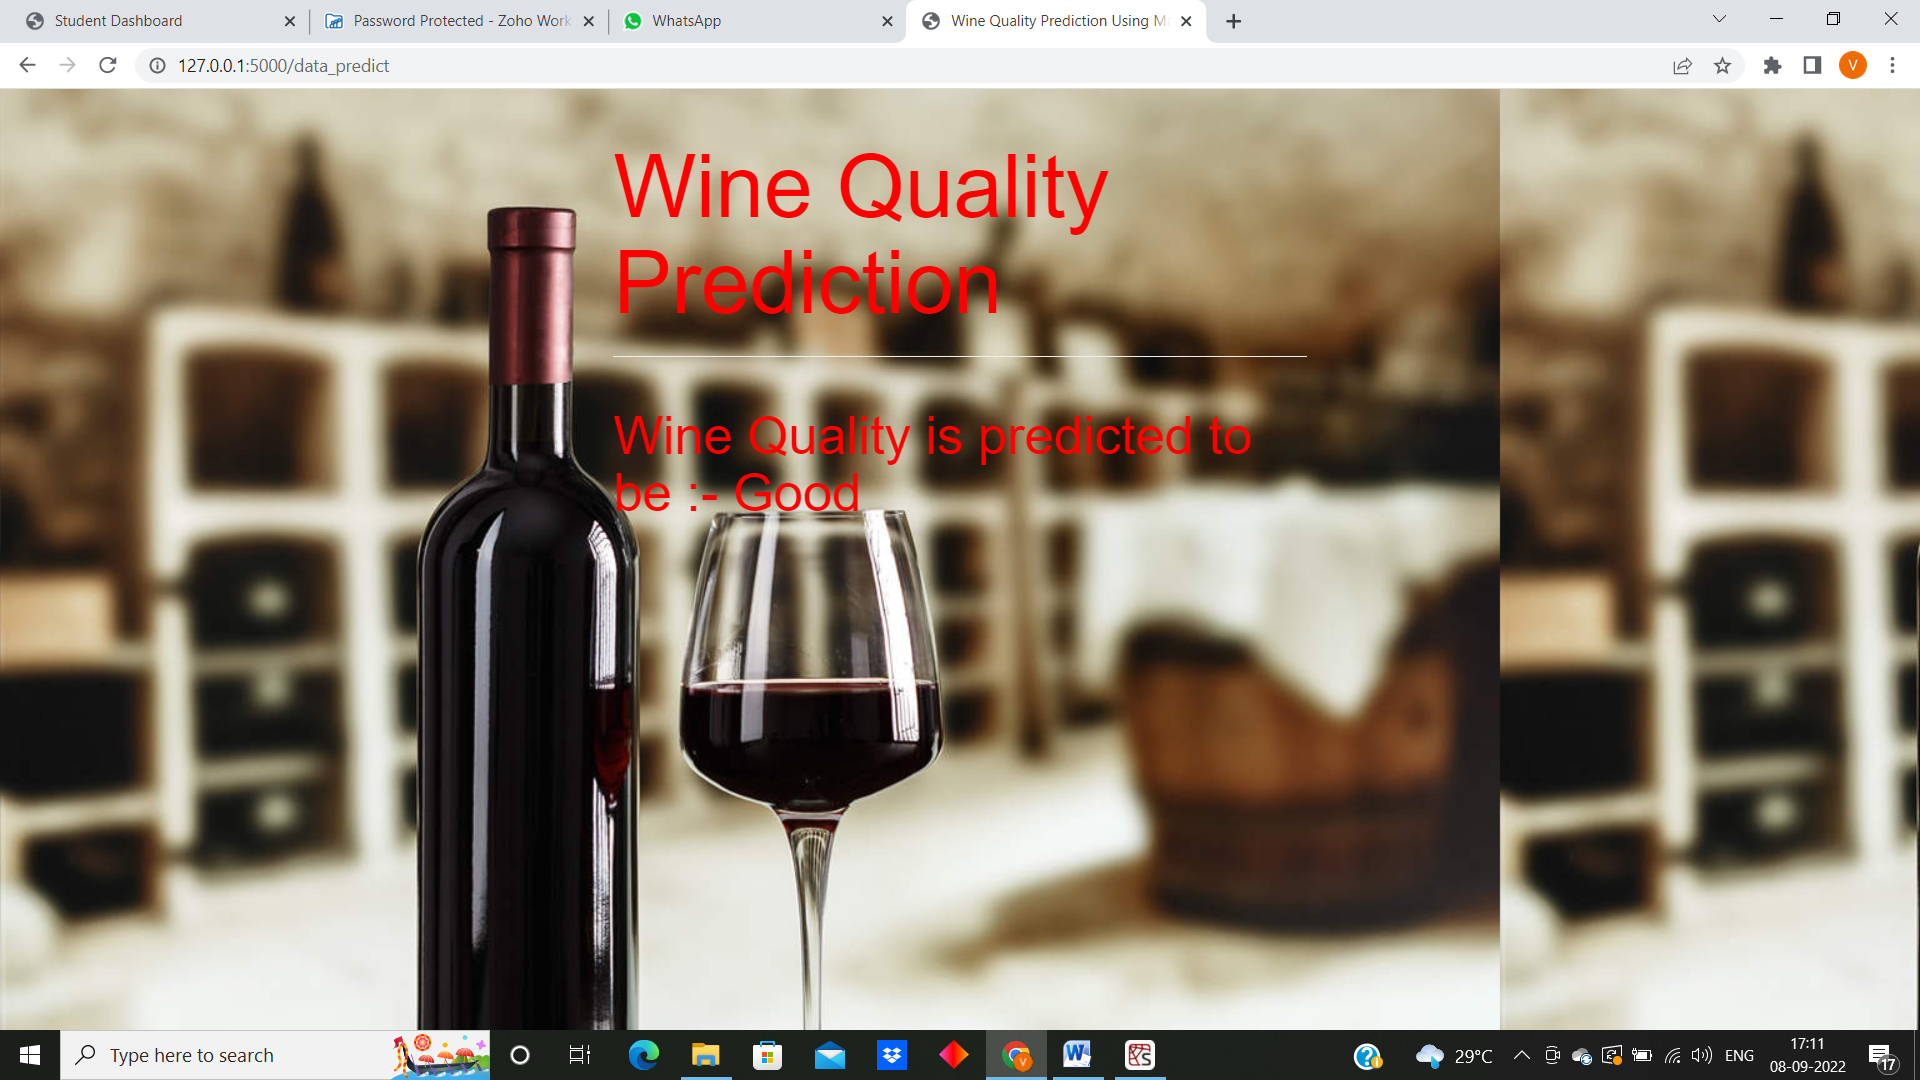 Student Dashboard
Password Protected - Zoho Work
WhatsApp
Wine Quality Prediction Using M
127.0.0.1:5000/data_predict
V
Wine Quality
Prediction
Wine Quality is predicted to
be :- Good
Type here to search
V
29°C
ENG
17:11
08-09-2022
17